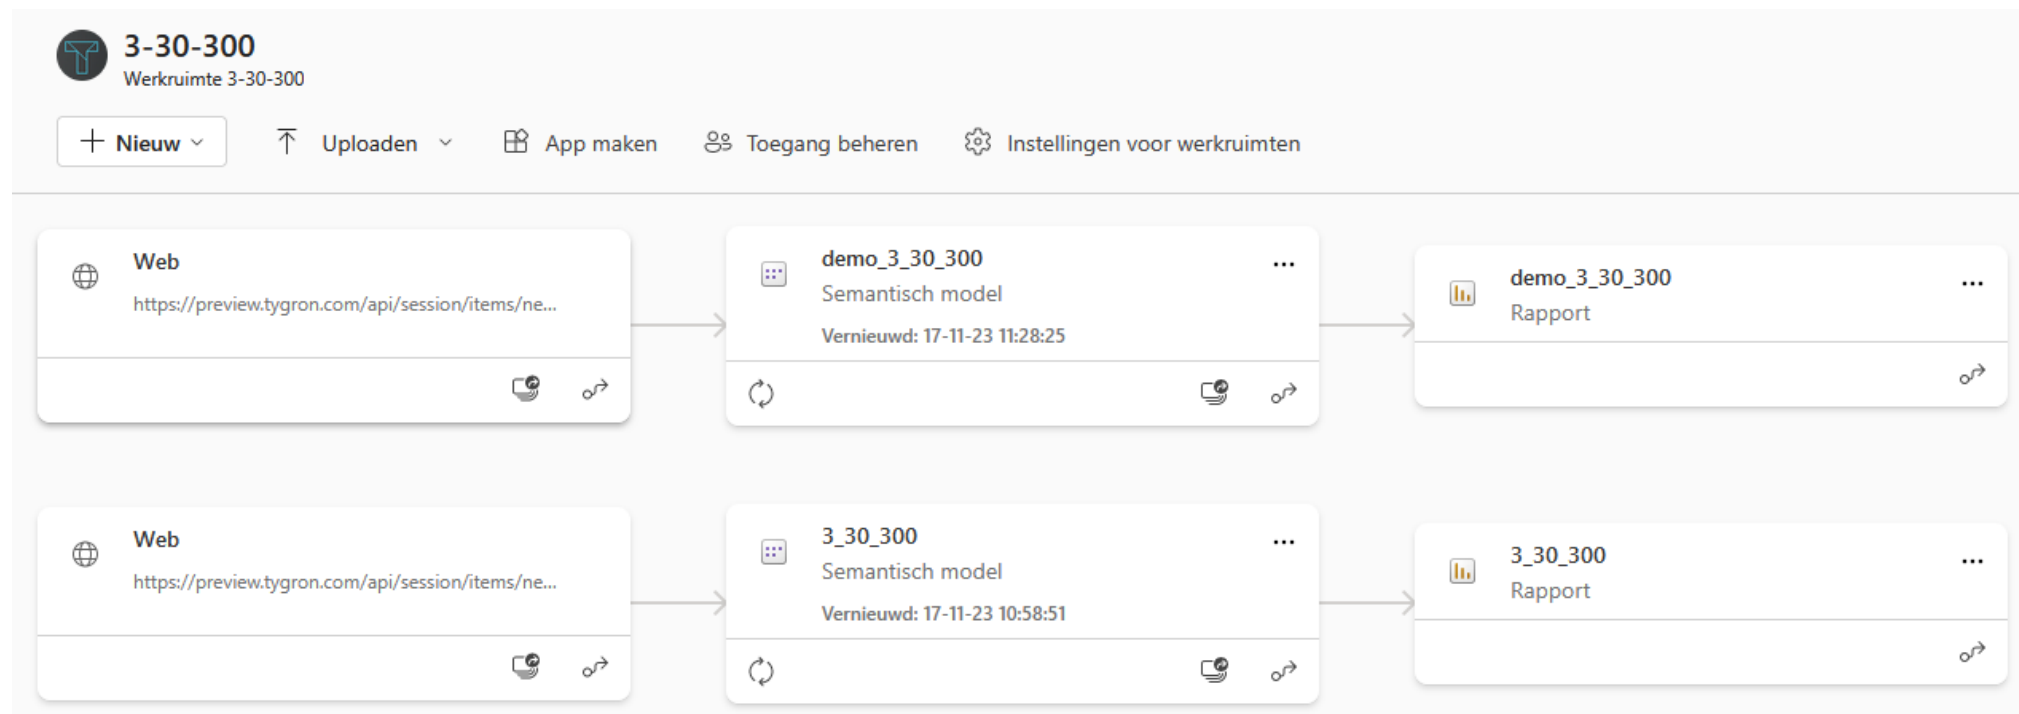 3-30-300
Werkruimte 3-30-300
Nieuw
Uploaden
App maken
Toegang beheren
Instellingen voor werkruimten
Web
https://preview.tygron.com/api/session/items/ne...
demo_3_30_300
Semantisch model
Vernieuwd: 17-11-23 11:28:25
demo_3_30_300
Rapport
Web
https://preview.tygron.com/api/session/items/ne...
3_30_300
Semantisch model
Vernieuwd: 17-11-23 10:58:51
3_30_300
Rapport